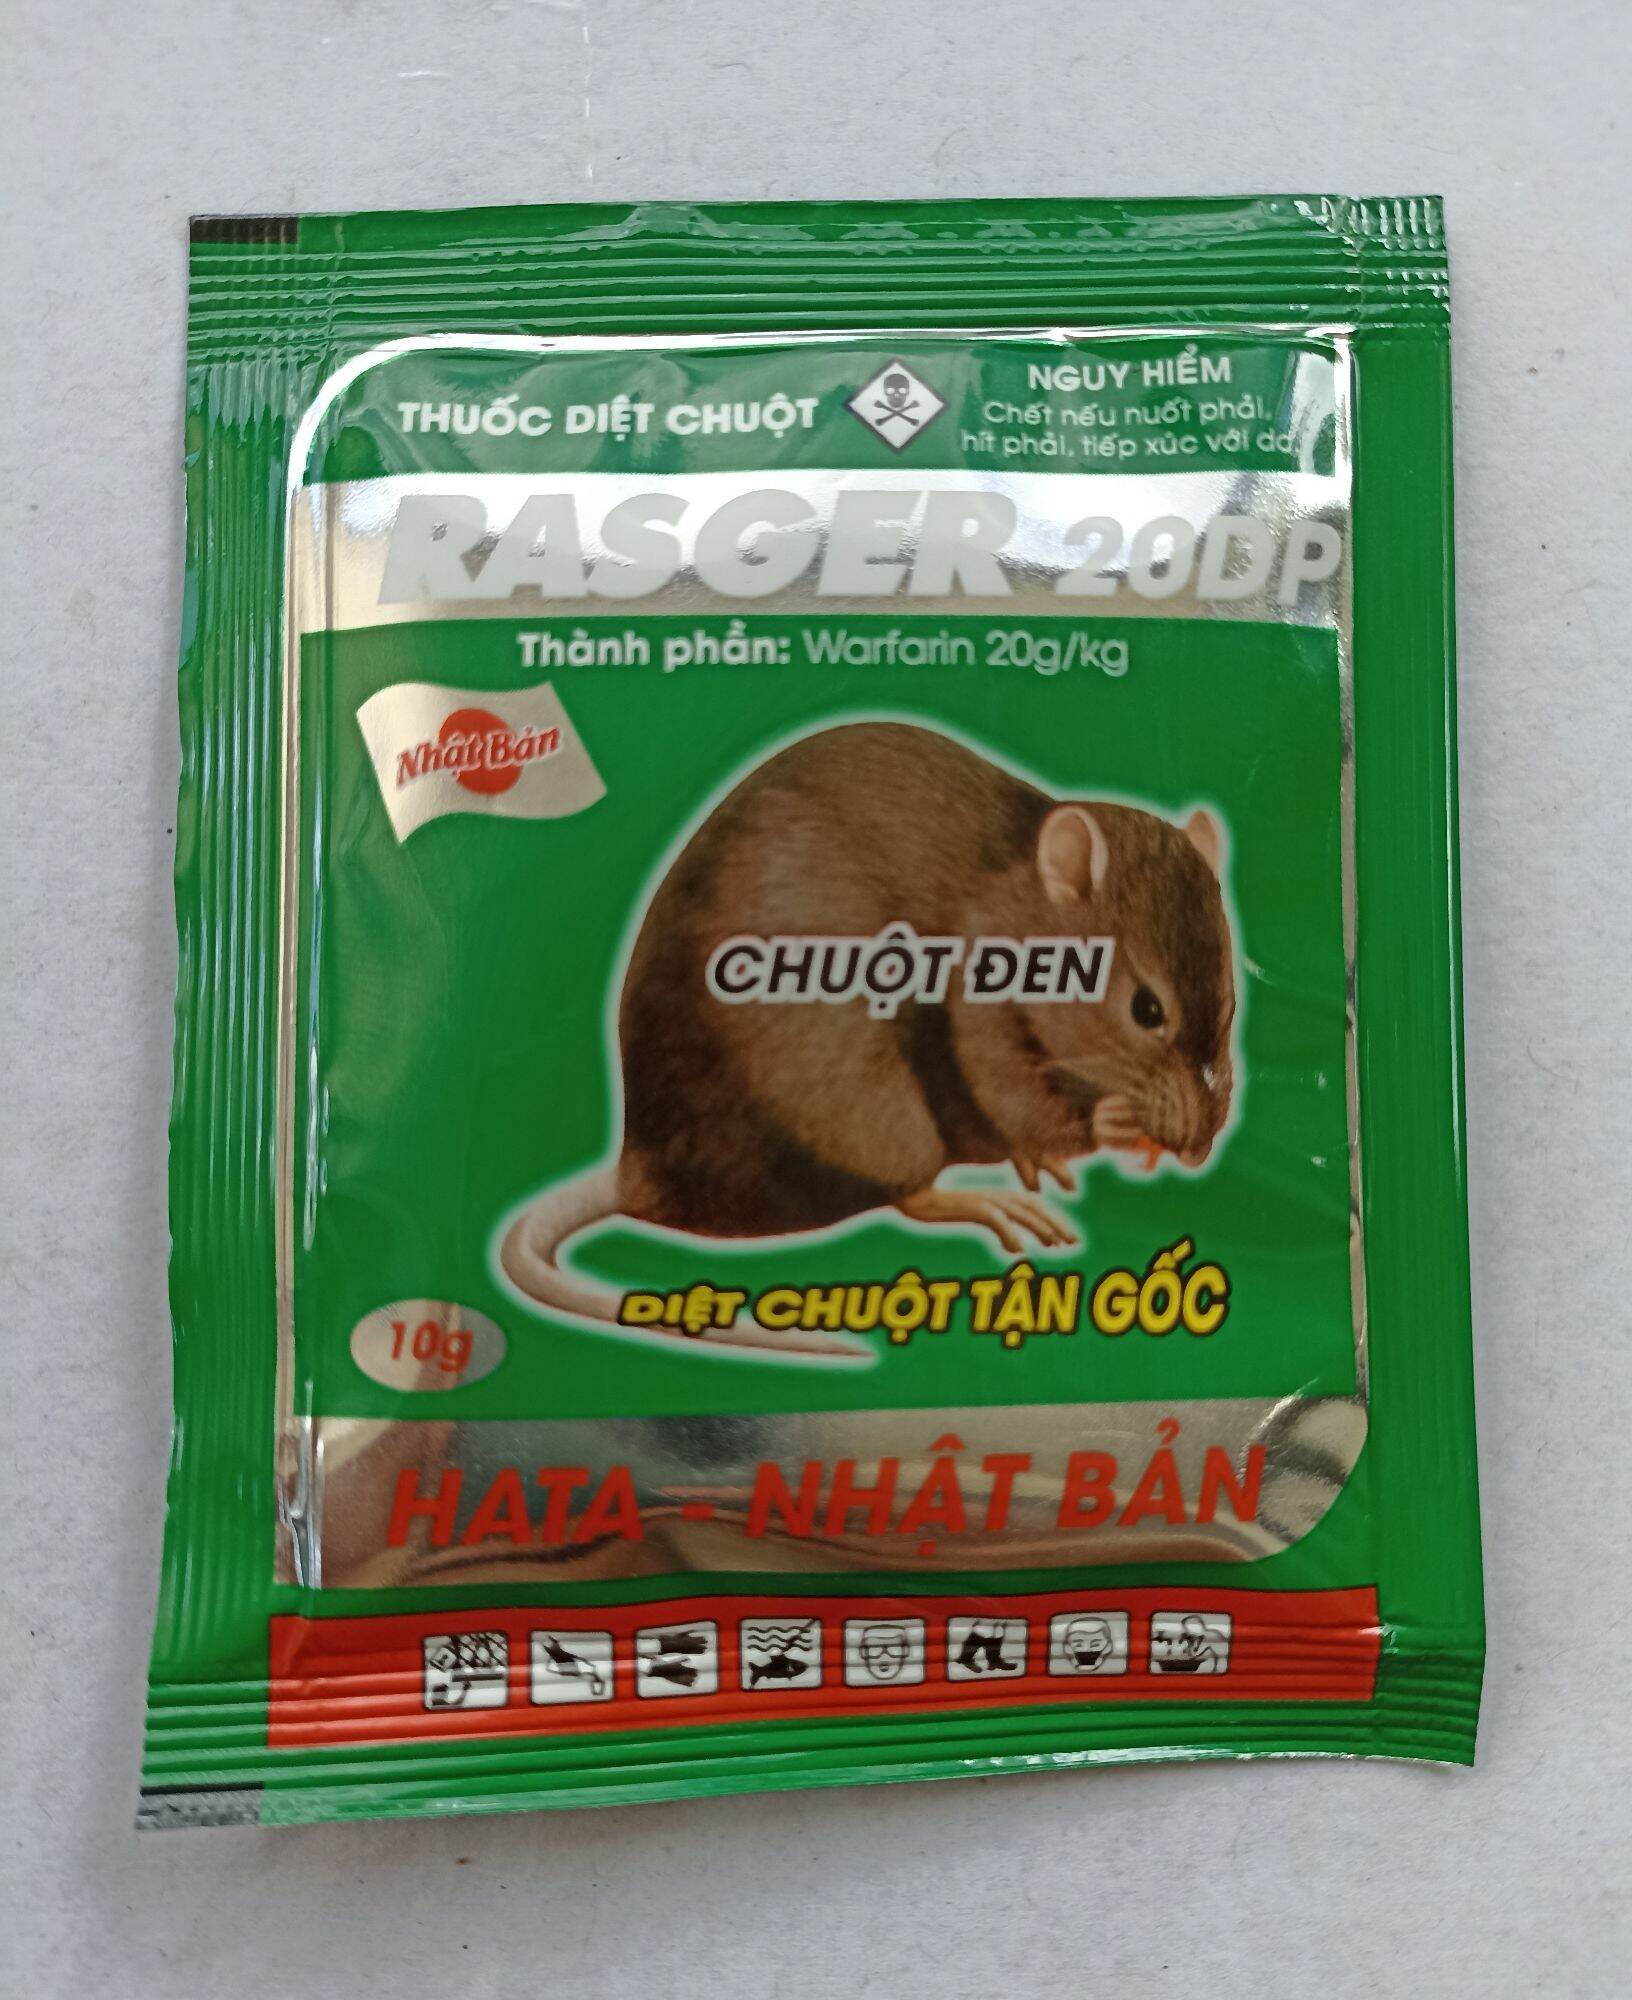 THUỐC DIỆT CHUỘT
NGUY HIỂM
Chết nếu nuốt phải,
hít phải, tiếp xúc với da.
RASGER 20DP
Thành phần: Warfarin 20g/kg
Nhật Bản
CHUỘT ĐEN
DIỆT CHUỘT TẬN GỐC
10g
HATA - NHẬT BẢN